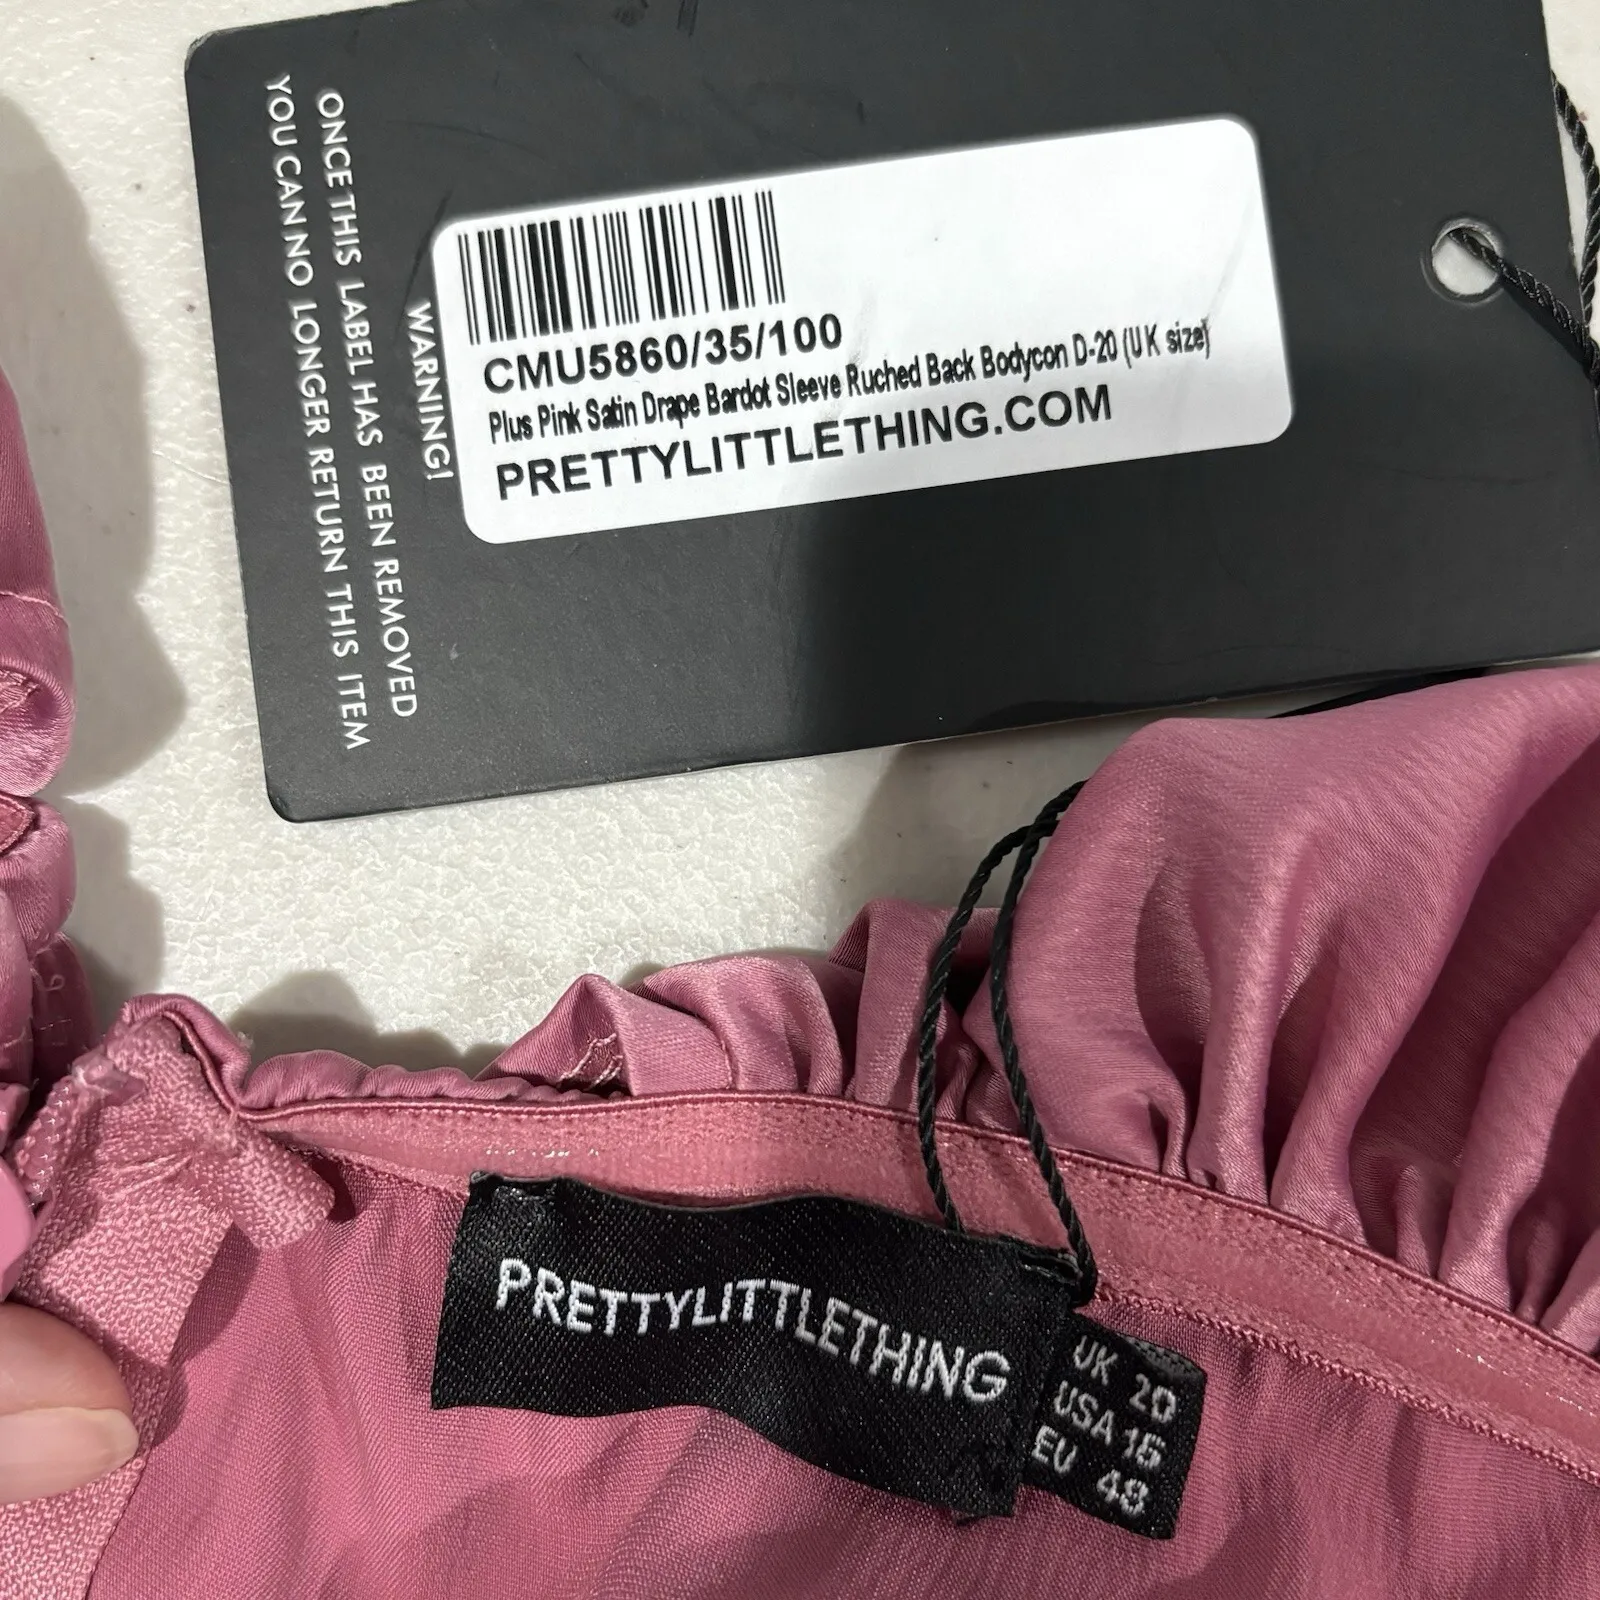 WARNING!
ONCE THIS LABEL HAS BEEN REMOVED
YOU CAN NO LONGER RETURN THIS ITEM
CMU5860/35/100
Plus Pink Satin Drape Bardot Sleeve Ruched Back Bodycon D-20 (UK size)
PRETTYLITTLETHING.COM
PRETTYLITTLETHING
UK 20
USA 16
EU 48